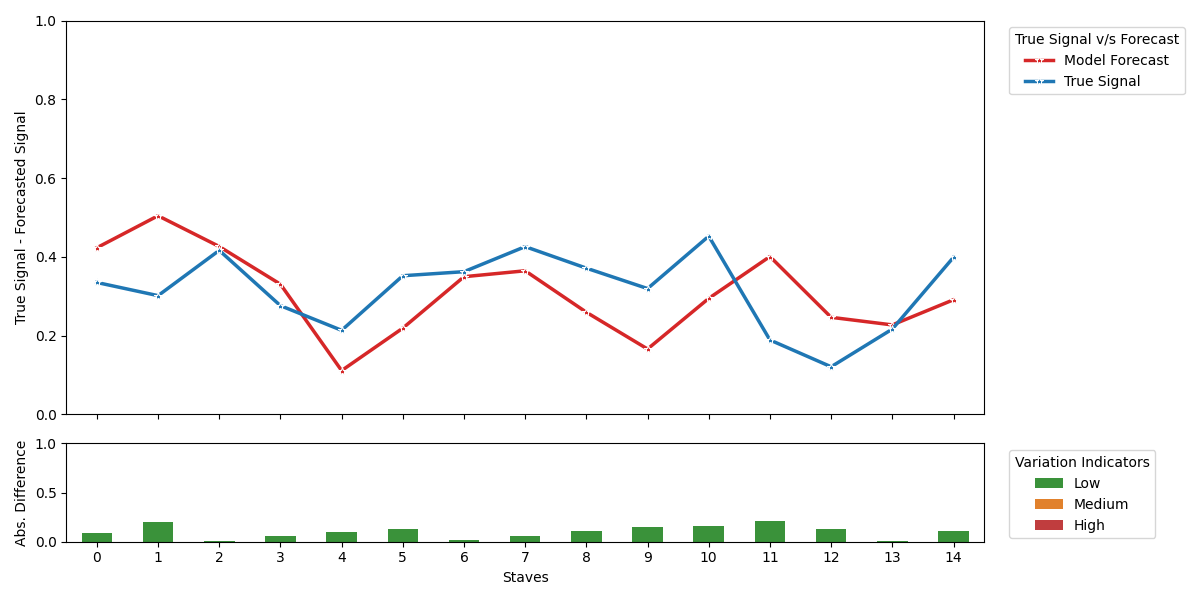 1.0
0.8
0.6
0.4
0.2
0.0
True Signal - Forecasted Signal
True Signal v/s Forecast
Model Forecast
True Signal
1.0
0.5
0.0
Abs. Difference
0 1 2 3 4 5 6 7 8 9 10 11 12 13 14
Staves
Variation Indicators
Low
Medium
High